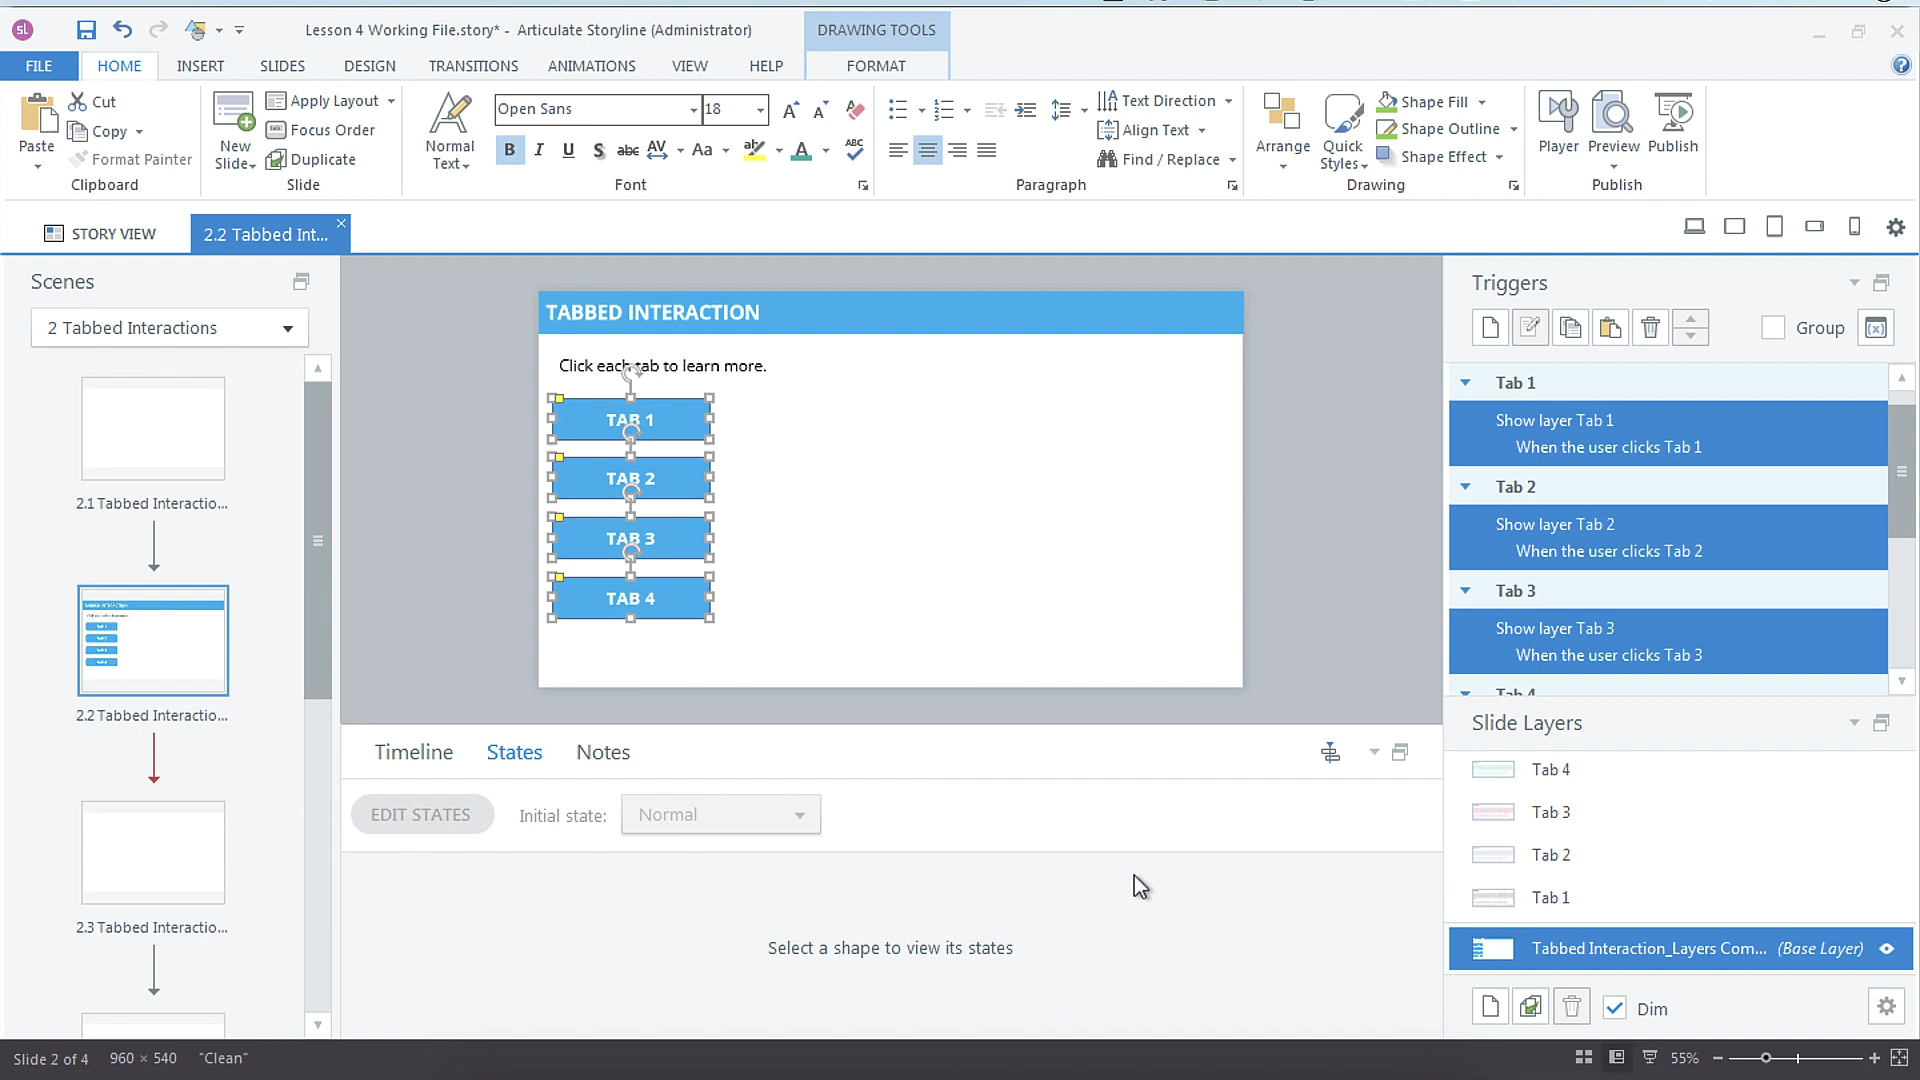 sl
Lesson 4 Working File.story* - Articulate Storyline (Administrator)
DRAWING TOOLS
FILE
HOME
INSERT
SLIDES
DESIGN
TRANSITIONS
ANIMATIONS
VIEW
HELP
FORMAT
Paste
Cut
Copy
Format Painter
Clipboard
New Slide
Apply Layout
Focus Order
Duplicate
Slide
Normal Text
Open Sans
18
B I U S abc AV Aa
ABC
Font
Text Direction
Align Text
Find / Replace
Paragraph
Arrange
Quick Styles
Shape Fill
Shape Outline
Shape Effect
Drawing
Player
Preview
Publish
Publish
STORY VIEW
2.2 Tabbed Int...
Scenes
2 Tabbed Interactions
2.1 Tabbed Interactio...
2.2 Tabbed Interactio...
2.3 Tabbed Interactio...
TABBED INTERACTION
Click each tab to learn more.
TAB 1
TAB 2
TAB 3
TAB 4
Timeline
States
Notes
EDIT STATES
Initial state:
Normal
Select a shape to view its states
Triggers
Group
(x)
Tab 1
Show layer Tab 1
When the user clicks Tab 1
Tab 2
Show layer Tab 2
When the user clicks Tab 2
Tab 3
Show layer Tab 3
When the user clicks Tab 3
Tab 4
Slide Layers
Tab 4
Tab 3
Tab 2
Tab 1
Tabbed Interaction_Layers Com... (Base Layer)
Dim
Slide 2 of 4
960 × 540
"Clean"
55%